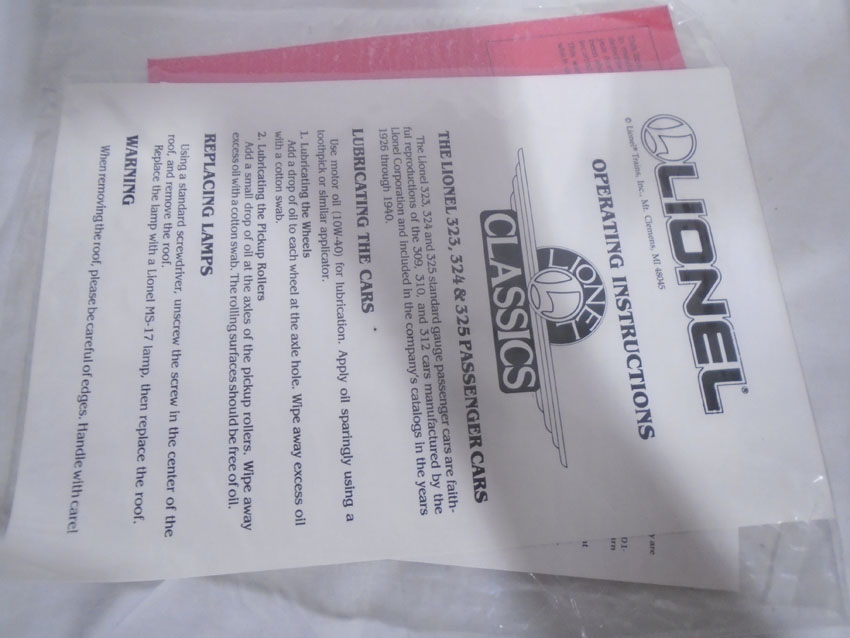 LIONEL®
© Lionel® Trains, Inc., Mt. Clemens, MI 48045
OPERATING INSTRUCTIONS
LIONEL
CLASSICS
THE LIONEL 323, 324 & 325 PASSENGER CARS
The Lionel 323, 324 and 325 standard gauge passenger cars are faith-
ful reproductions of the 309, 310, and 312 cars manufactured by the
Lionel Corporation and included in the company's catalogs in the years
1926 through 1940.
LUBRICATING THE CARS
Use motor oil (10W-40) for lubrication. Apply oil sparingly using a
toothpick or similar applicator.
1. Lubricating the Wheels
Add a drop of oil to each wheel at the axle hole. Wipe away excess oil
with a cotton swab.
2. Lubricating the Pickup Rollers
Add a small drop of oil at the axles of the pickup rollers. Wipe away
excess oil with a cotton swab. The rolling surfaces should be free of oil.
REPLACING LAMPS
Using a standard screwdriver, unscrew the screw in the center of the
roof, and remove the roof.
Replace the lamp with a Lionel MS-17 lamp, then replace the roof.
WARNING
When removing the roof, please be careful of edges. Handle with care!